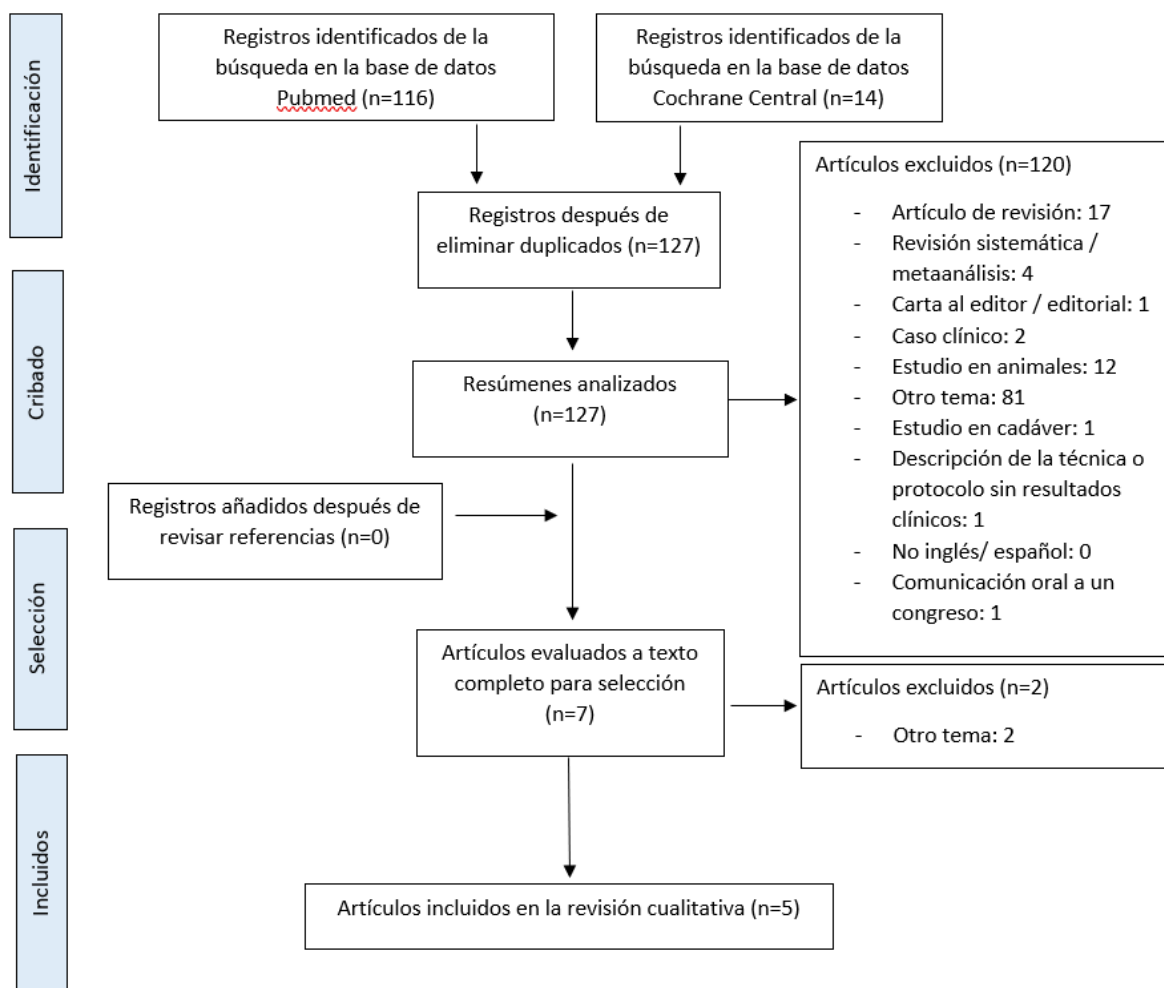 Identificación
Registros identificados de la
búsqueda en la base de datos
Pubmed (n=116)
Registros identificados de la
búsqueda en la base de datos
Cochrane Central (n=14)
Registros después de
eliminar duplicados (n=127)
Cribado
Resúmenes analizados
(n=127)
Artículos excluidos (n=120)
- Artículo de revisión: 17
- Revisión sistemática /
metaanálisis: 4
- Carta al editor / editorial: 1
- Caso clínico: 2
- Estudio en animales: 12
- Otro tema: 81
- Estudio en cadáver: 1
- Descripción de la técnica o
protocolo sin resultados
clínicos: 1
- No inglés/ español: 0
- Comunicación oral a un
congreso: 1
Registros añadidos después de
revisar referencias (n=0)
Selección
Artículos evaluados a texto
completo para selección
(n=7)
Artículos excluidos (n=2)
- Otro tema: 2
Incluidos
Artículos incluidos en la revisión cualitativa (n=5)